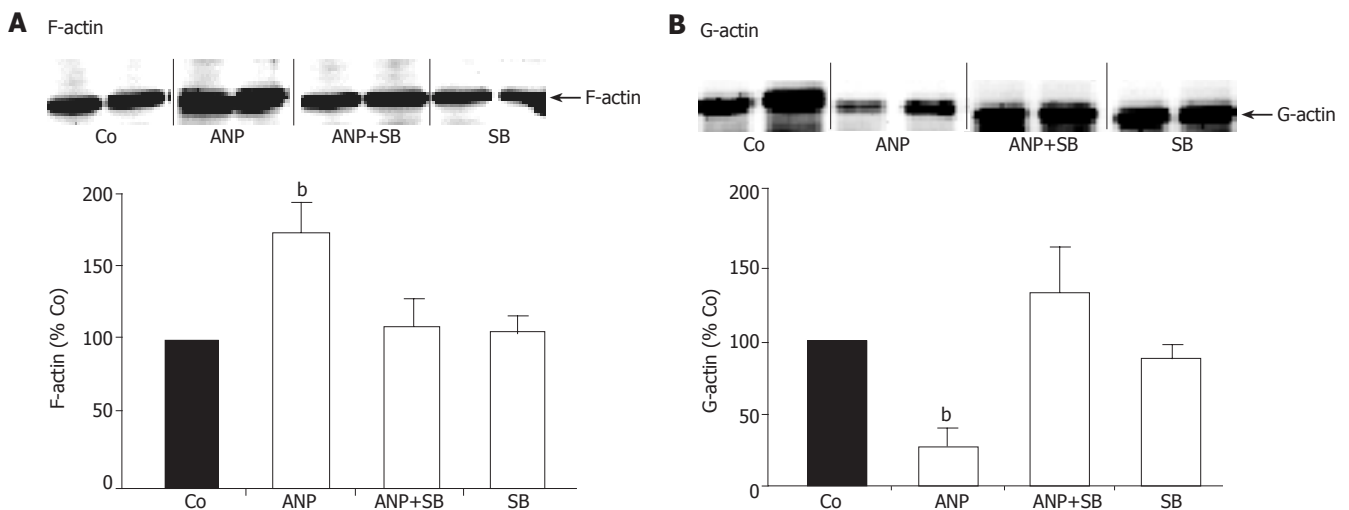 A F-actin
F-actin
Co ANP ANP+SB SB
b
200
150
100
50
0
F-actin (% Co)
Co ANP ANP+SB SB
B G-actin
G-actin
Co ANP ANP+SB SB
200
150
100
50
0
G-actin (% Co)
b
Co ANP ANP+SB SB